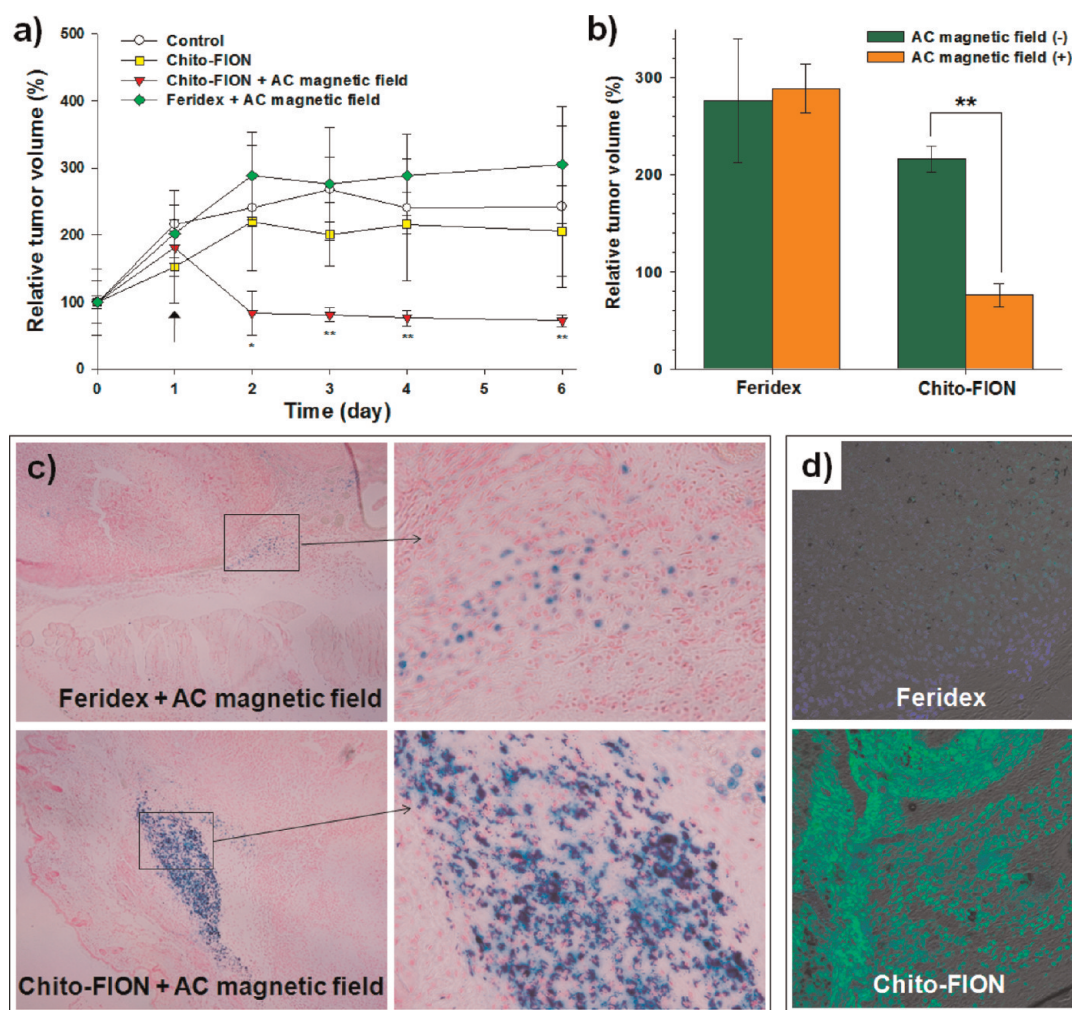 a)
500
400
300
200
100
0
Relative tumor volume (%)
Control
Chito-FION
Chito-FION + AC magnetic field
Feridex + AC magnetic field
*
**
**
**
0 1 2 3 4 5 6
Time (day)
b)
AC magnetic field (-)
AC magnetic field (+)
300
200
100
0
Relative tumor volume (%)
**
Feridex Chito-FION
c)
Feridex + AC magnetic field
Chito-FION + AC magnetic field
d)
Feridex
Chito-FION